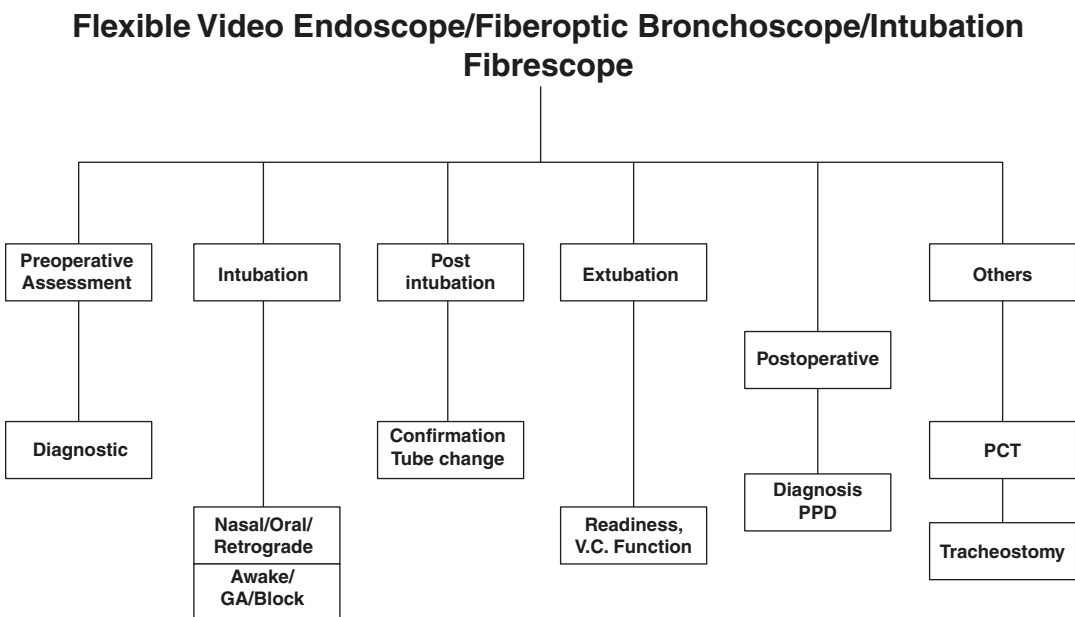 Flexible Video Endoscope/Fiberoptic Bronchoscope/Intubation
Fibrescope
Preoperative
Assessment
Intubation
Post
intubation
Extubation
Others
Postoperative
Diagnostic
Confirmation
Tube change
PCT
Diagnosis
PPD
Nasal/Oral/
Retrograde
Awake/
GA/Block
Readiness,
V.C. Function
Tracheostomy